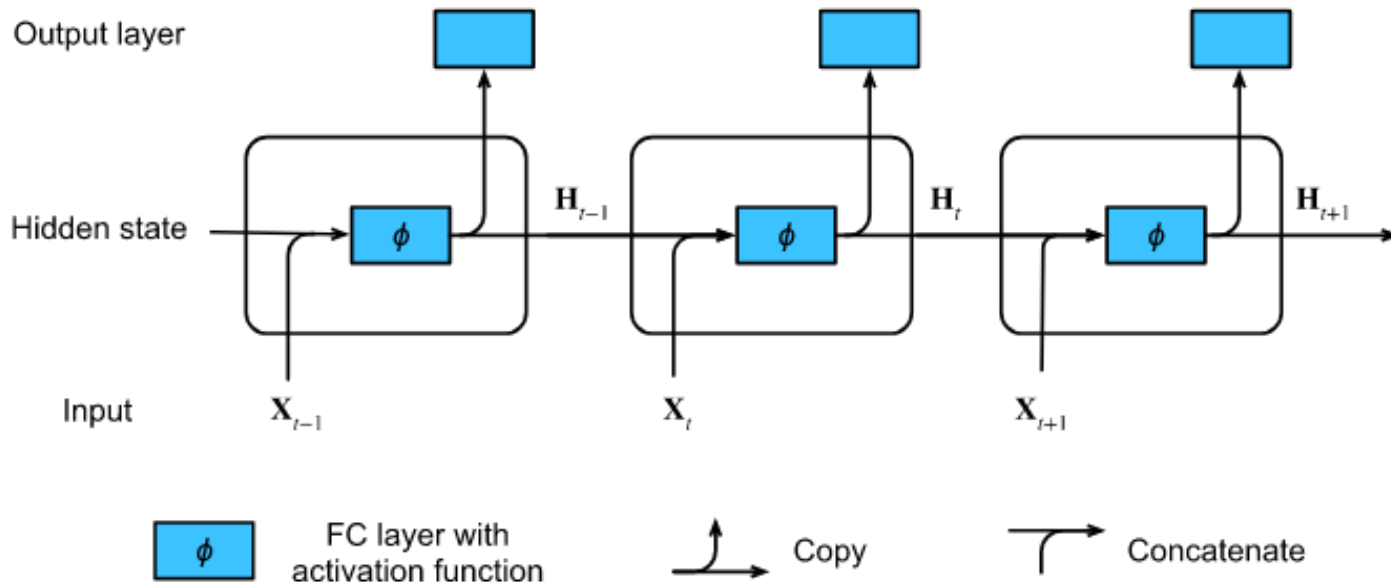 Output layer
Hidden state
ϕ
H_{t−1}
ϕ
H_t
ϕ
H_{t+1}
Input
X_{t−1}
X_t
X_{t+1}
ϕ
FC layer with
activation function
Copy
Concatenate